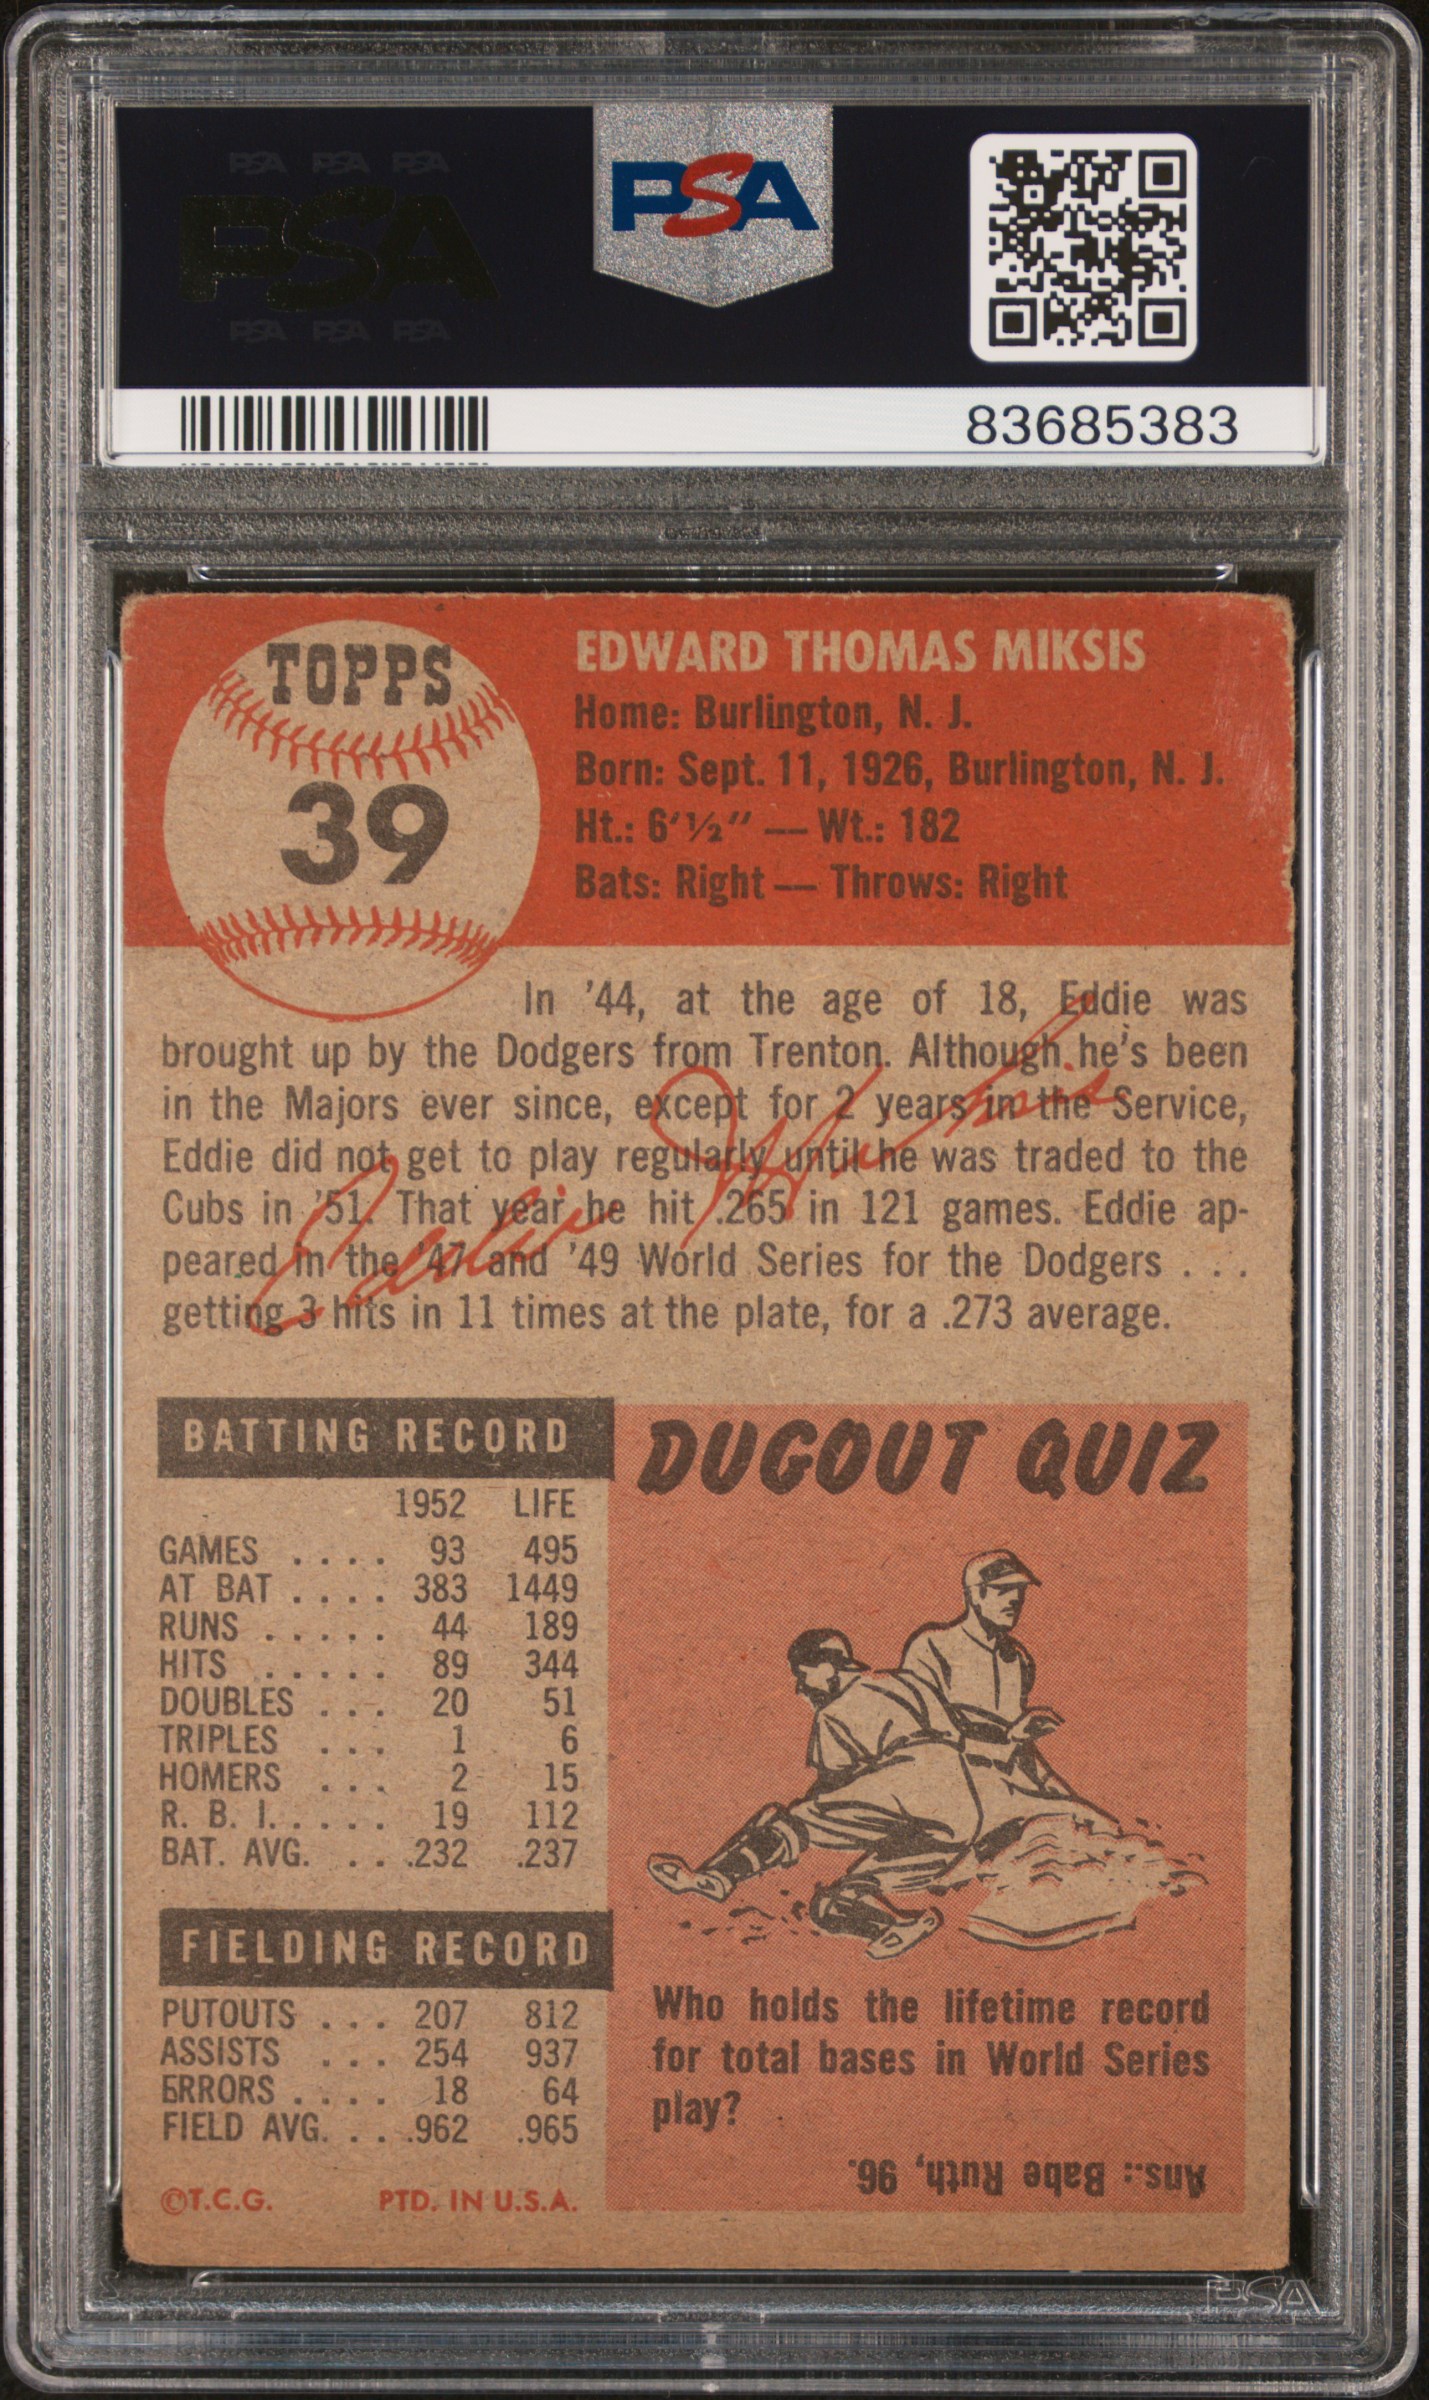 PSA PSA PSA
PSA
PSA PSA PSA
PSA
83685383
TOPPS
39
EDWARD THOMAS MIKSIS
Home: Burlington, N. J.
Born: Sept. 11, 1926, Burlington, N. J.
Ht.: 6'½" — Wt.: 182
Bats: Right — Throws: Right
In '44, at the age of 18, Eddie was
brought up by the Dodgers from Trenton. Although he's been
in the Majors ever since, except for 2 years in the Service,
Eddie did not get to play regularly until he was traded to the
Cubs in '51. That year he hit .265 in 121 games. Eddie ap-
peared in the '47 and '49 World Series for the Dodgers . . .
getting 3 hits in 11 times at the plate, for a .273 average.
Eddie Miksis
BATTING RECORD
1952 LIFE
GAMES . . . . 93 495
AT BAT . . . . 383 1449
RUNS . . . . . 44 189
HITS . . . . . 89 344
DOUBLES . . . 20 51
TRIPLES . . . 1 6
HOMERS . . . 2 15
R. B. I. . . . . . 19 112
BAT. AVG. . . .232 .237
FIELDING RECORD
PUTOUTS . . . 207 812
ASSISTS . . . 254 937
ERRORS . . . . 18 64
FIELD AVG. . . .962 .965
©T.C.G. PTD. IN U.S.A.
DUGOUT QUIZ
Who holds the lifetime record
for total bases in World Series
play?
Ans.: Babe Ruth, 96.
PSA